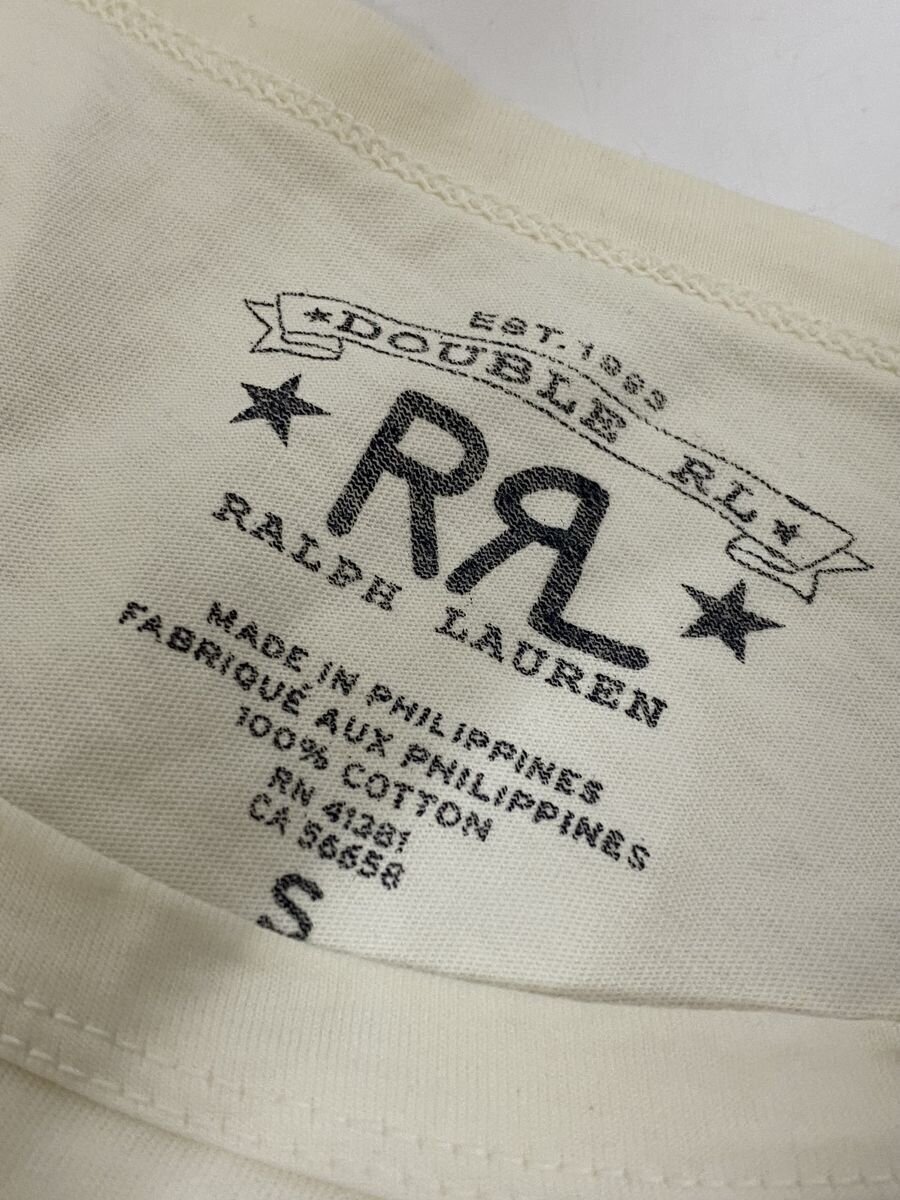 EST. 1993
★DOUBLE RL★
RRL
RALPH LAUREN
MADE IN PHILIPPINES
FABRIQUÉ AUX PHILIPPINES
100% COTTON
RN 41381
CA 56658
S